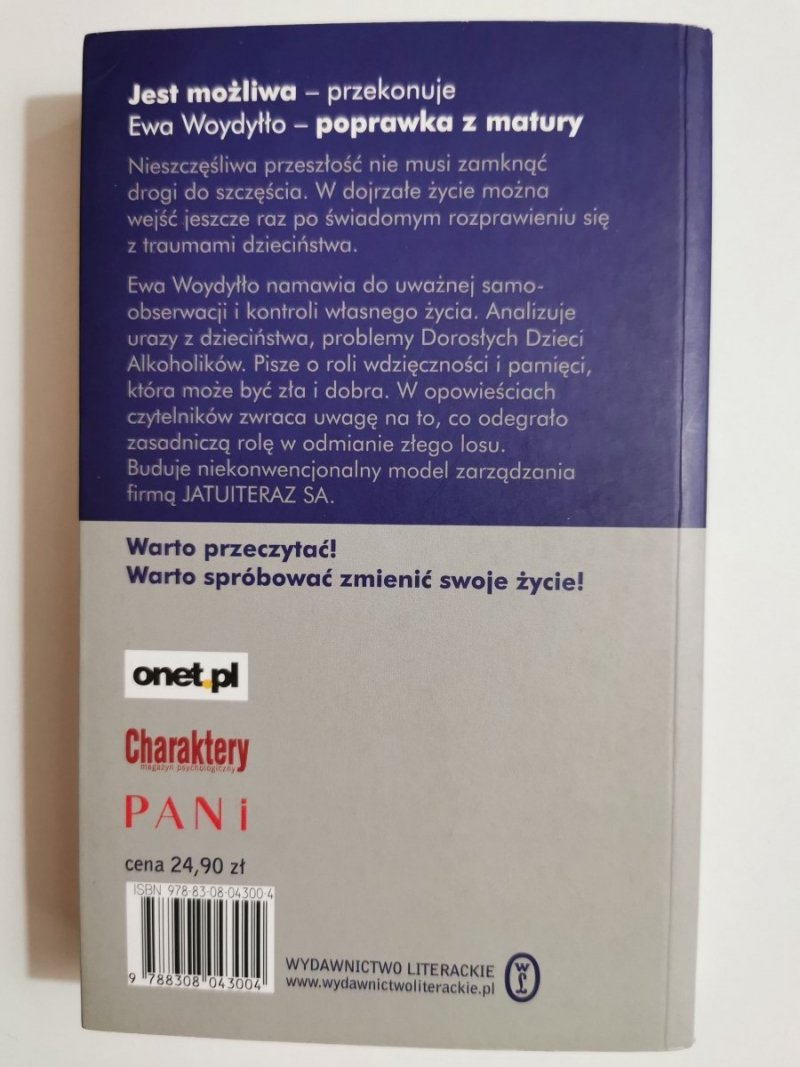 Jest możliwa – przekonuje
Ewa Woydyłło – poprawka z matury
Nieszczęśliwa przeszłość nie musi zamknąć
drogi do szczęścia. W dojrzałe życie można
wejść jeszcze raz po świadomym rozprawieniu się
z traumami dzieciństwa.
Ewa Woydyłło namawia do uważnej samo-
obserwacji i kontroli własnego życia. Analizuje
urazy z dzieciństwa, problemy Dorosłych Dzieci
Alkoholików. Pisze o roli wdzięczności i pamięci,
która może być zła i dobra. W opowieściach
czytelników zwraca uwagę na to, co odegrało
zasadniczą rolę w odmianie złego losu.
Buduje niekonwencjonalny model zarządzania
firmą JATUITERAZ SA.
Warto przeczytać!
Warto spróbować zmienić swoje życie!
onet.pl
Charaktery
magazyn psychologiczny
PANi
cena 24,90 zł
ISBN 978-83-08-04300-4
9 788308 043004
WYDAWNICTWO LITERACKIE
www.wydawnictwoliterackie.pl
WL